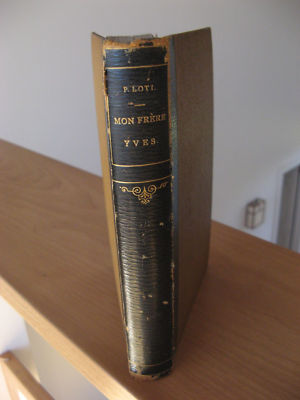 P. LOTI.
MON FRÈRE
YVES